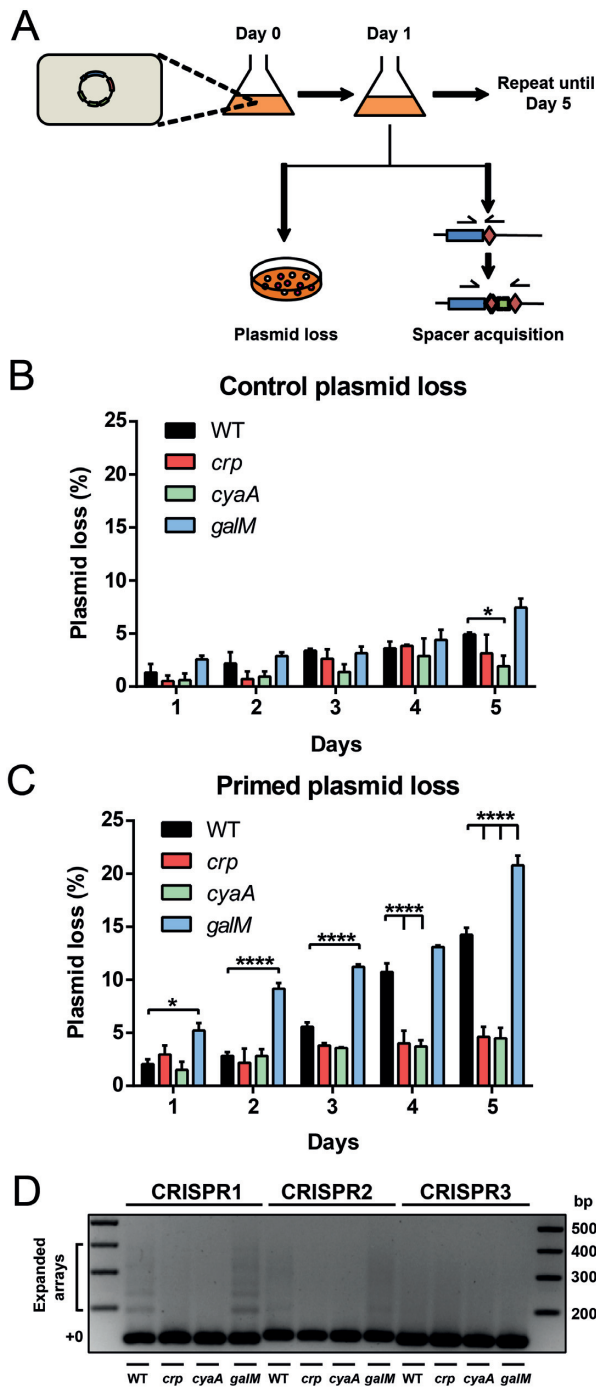 A
Day 0
Day 1
Repeat until
Day 5
Plasmid loss
Spacer acquisition
B
Control plasmid loss
Plasmid loss (%)
25
20
15
10
5
0
WT
crp
cyaA
galM
*
1 2 3 4 5
Days
C
Primed plasmid loss
Plasmid loss (%)
25
20
15
10
5
0
WT
crp
cyaA
galM
*
****
****
****
****
1 2 3 4 5
Days
D
CRISPR1 CRISPR2 CRISPR3
bp
Expanded
arrays
+0
500
400
300
200
WT crp cyaA galM WT crp cyaA galM WT crp cyaA galM